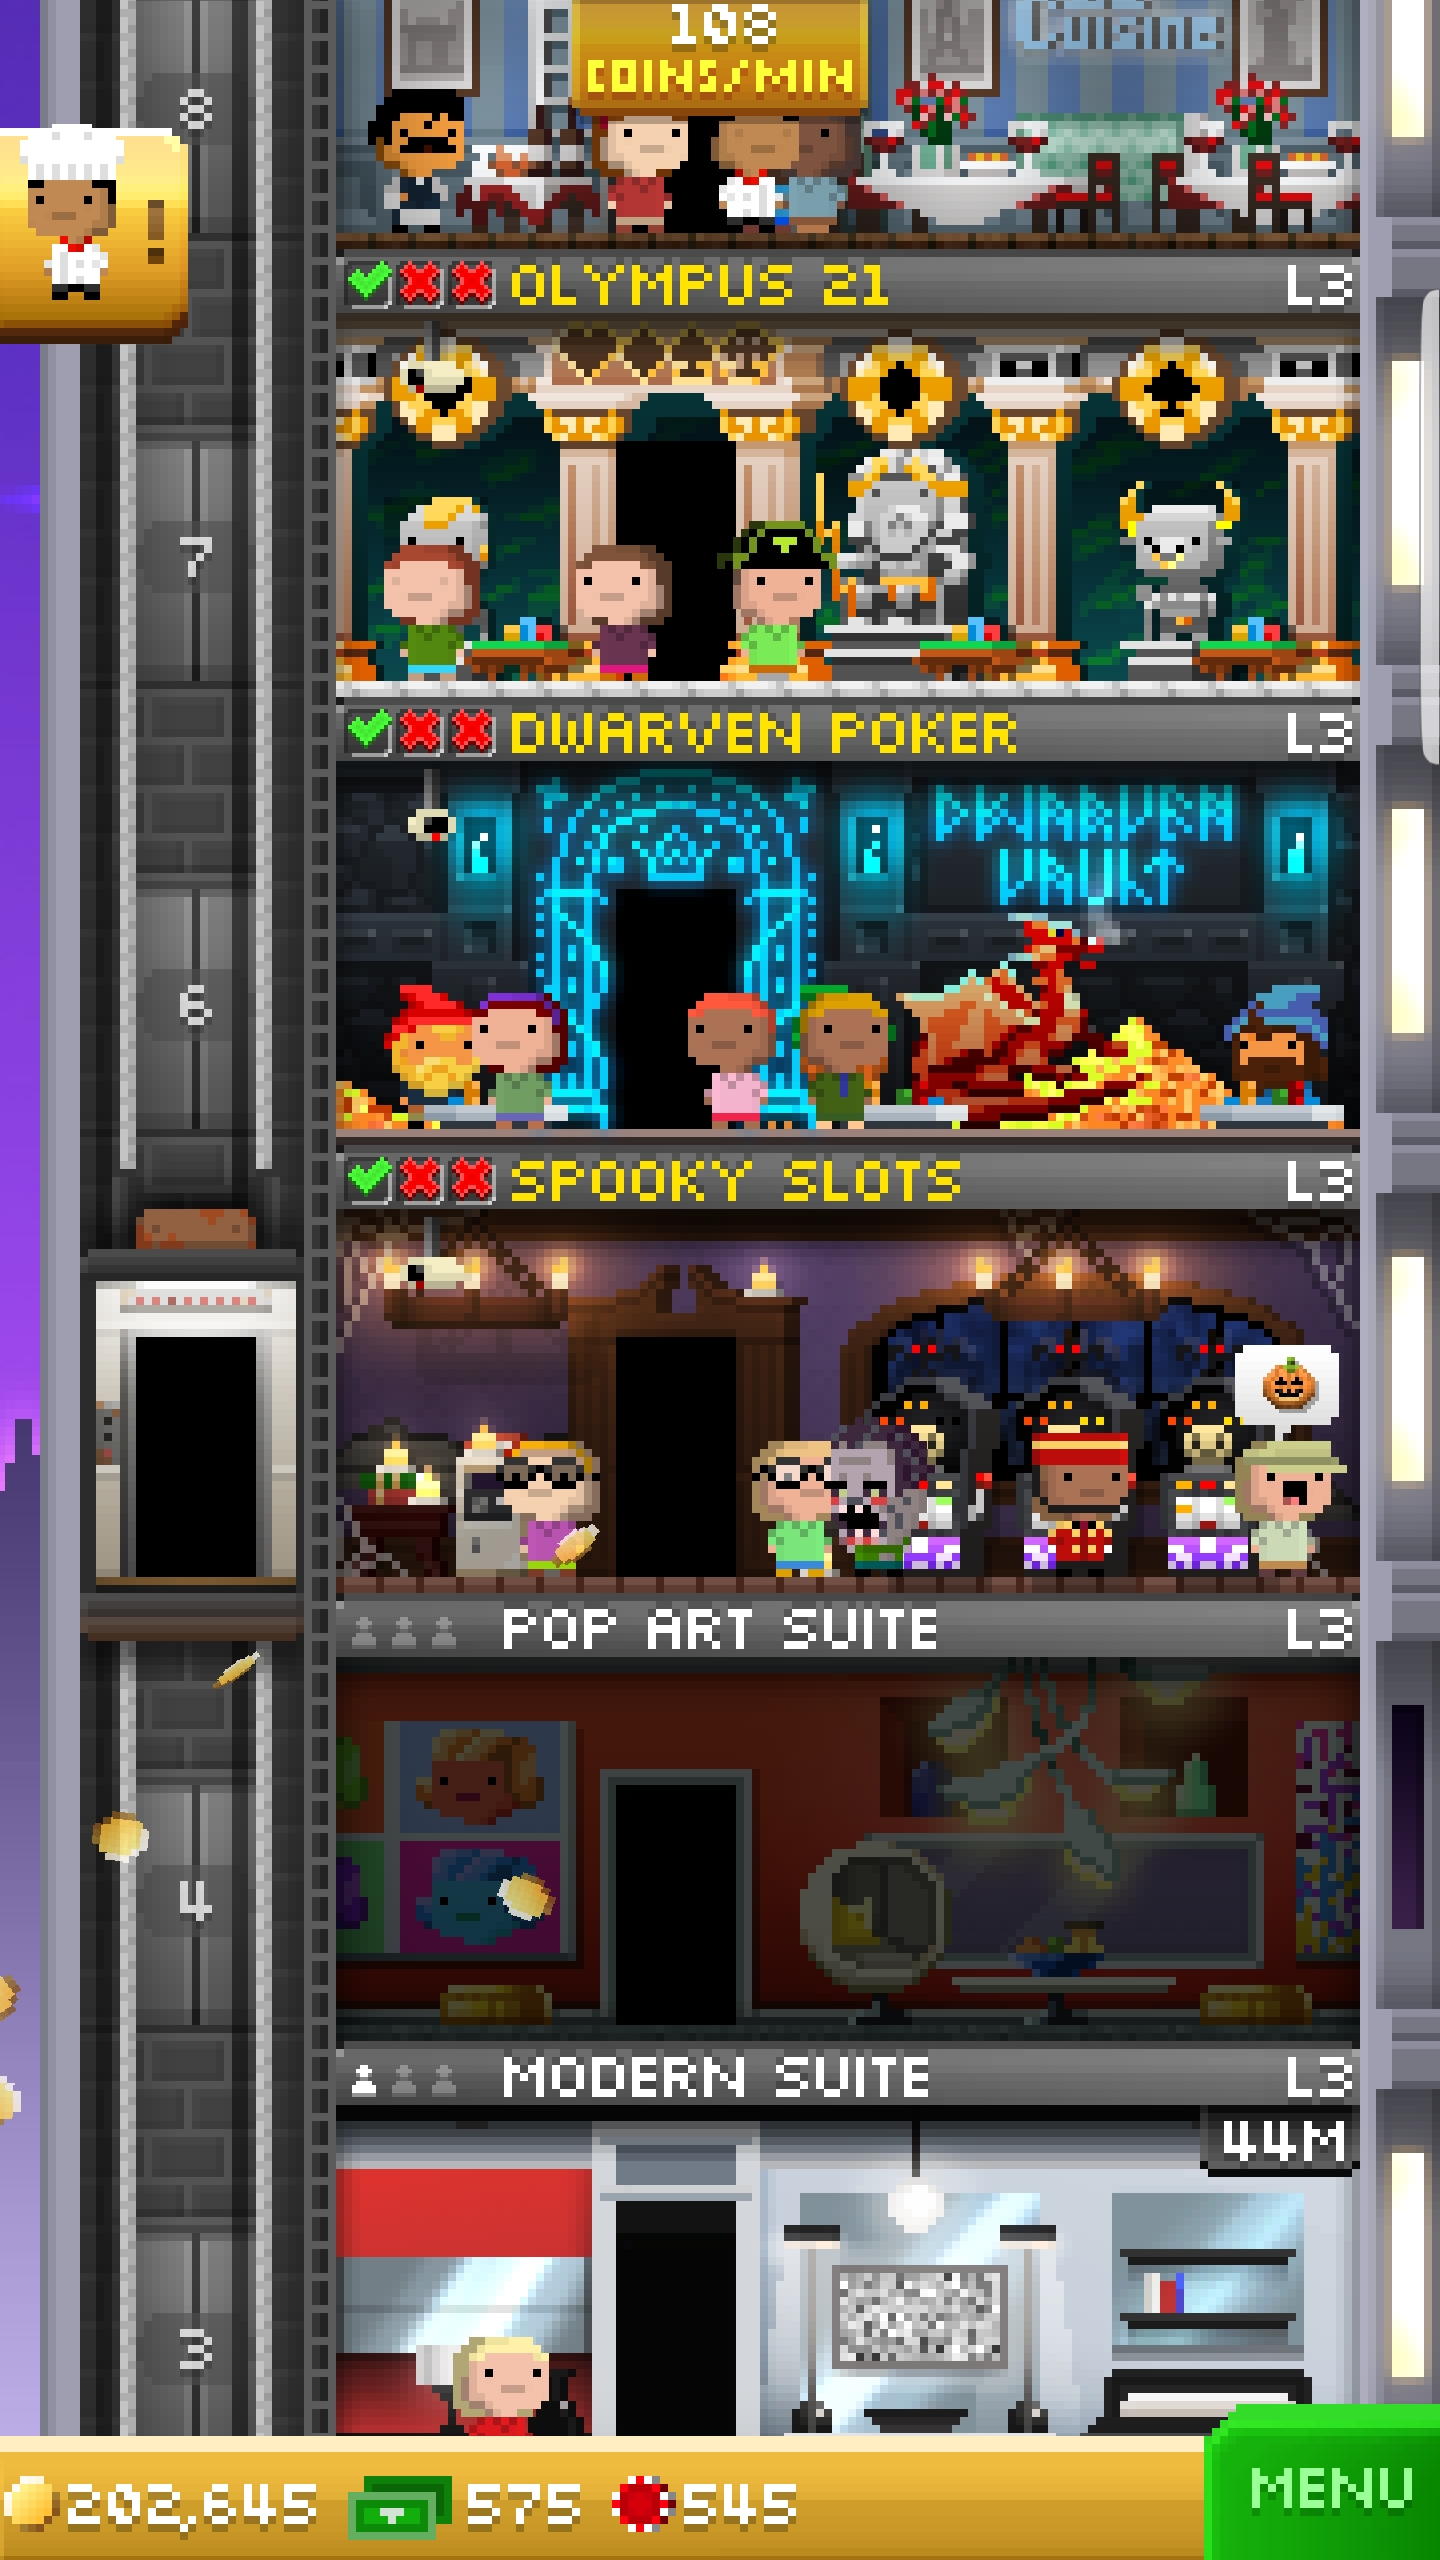 Cuisine
108
COINS/MIN
8
!
OLYMPUS 21 L3
7
DWARVEN POKER L3
DWARVEN
VAULT
6
SPOOKY SLOTS L3
POP ART SUITE L3
4
MODERN SUITE L3
44M
3
202,645 575 545
MENU